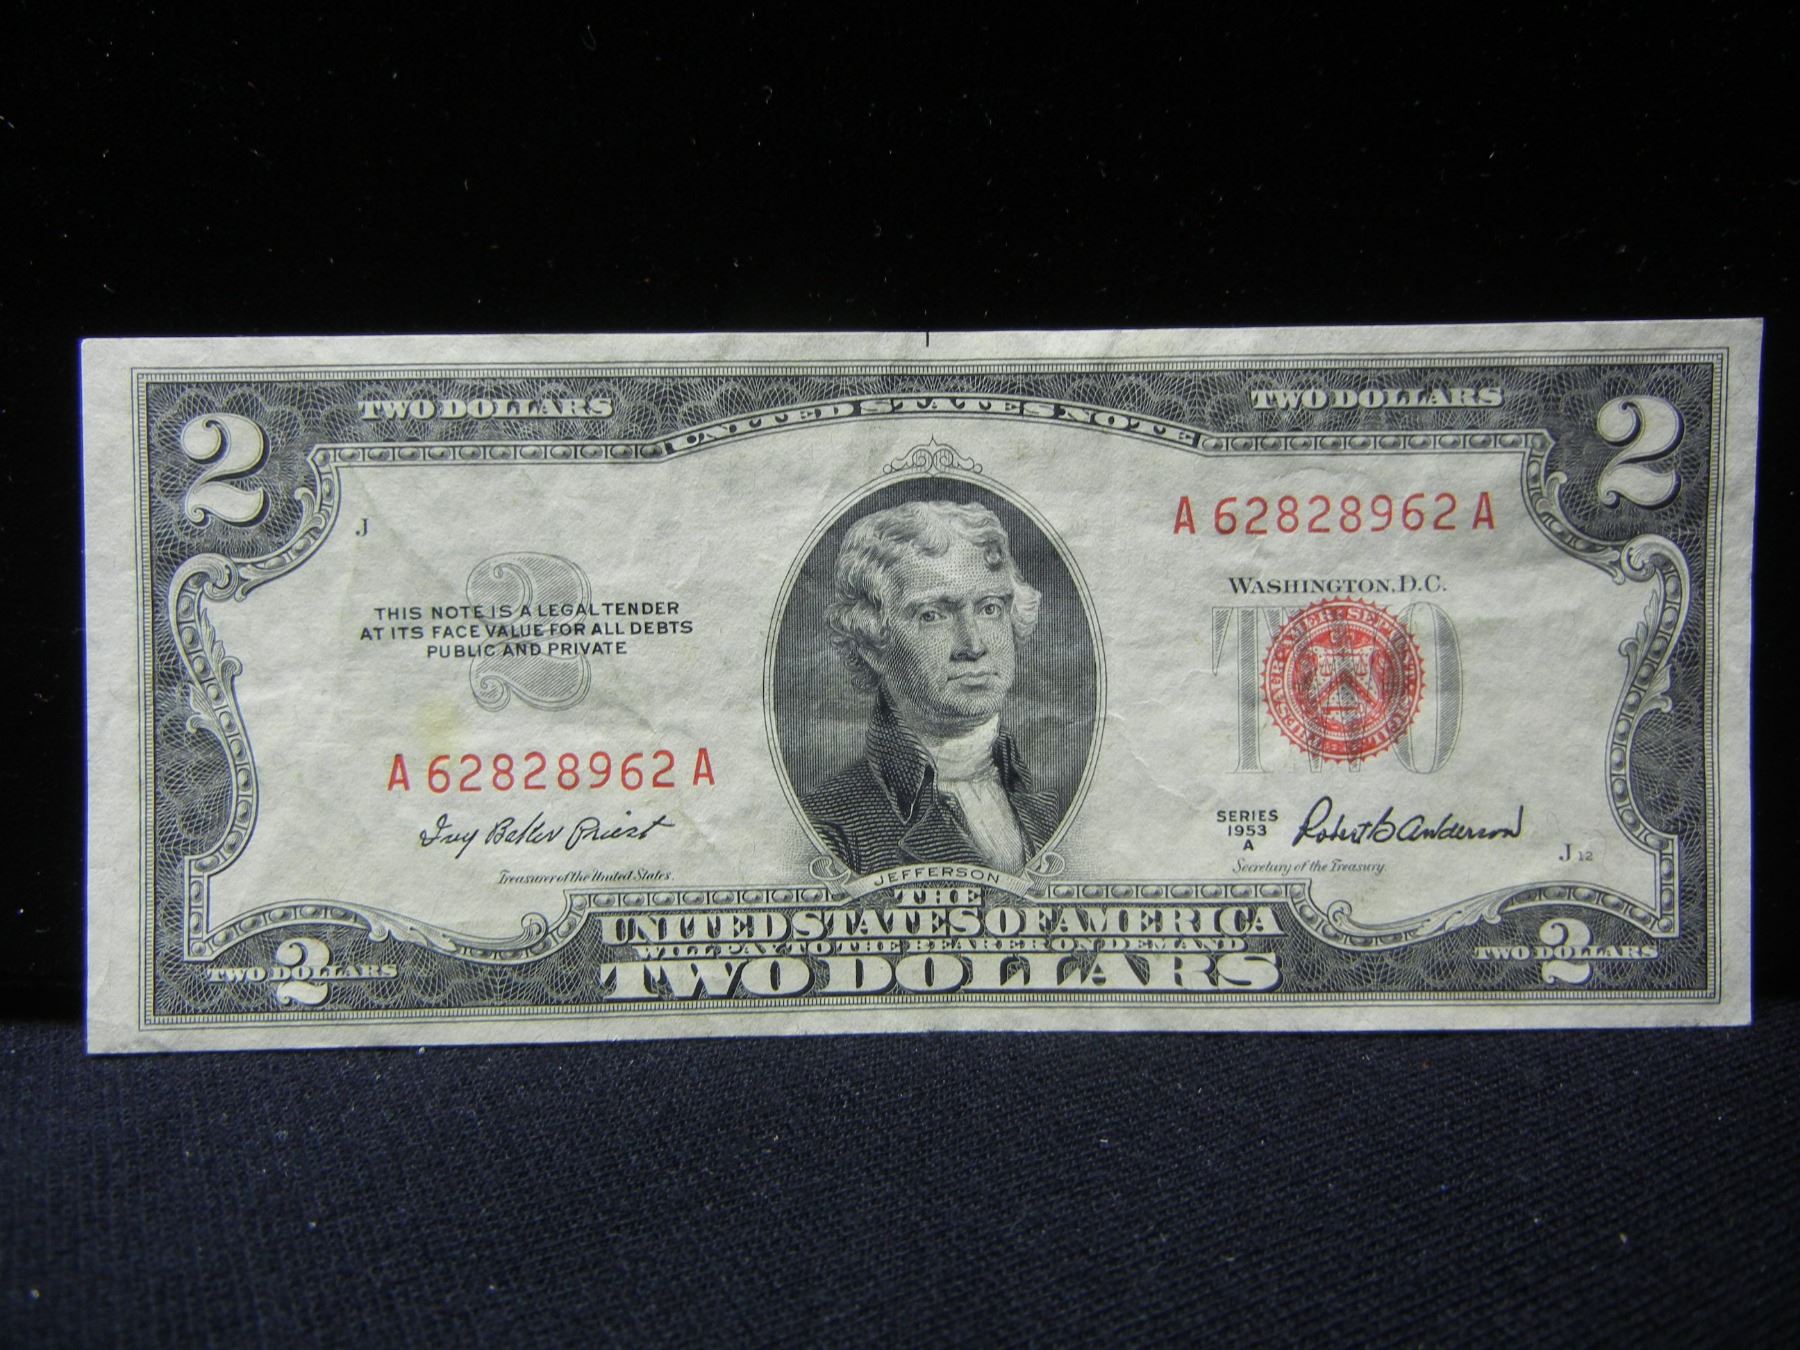 TWO DOLLARS
UNITED STATES NOTE
TWO DOLLARS
2
2
A 62828962 A
J
WASHINGTON, D.C.
2
TWO
THIS NOTE IS A LEGAL TENDER
AT ITS FACE VALUE FOR ALL DEBTS
PUBLIC AND PRIVATE
A 62828962 A
Ivy Baker Priest
Treasurer of the United States.
SERIES
1953
A
Robert B Anderson
Secretary of the Treasury.
J 12
JEFFERSON
THE
UNITED STATES OF AMERICA
WILL PAY TO THE BEARER ON DEMAND
TWO DOLLARS
TWO DOLLARS
2
TWO DOLLARS
2